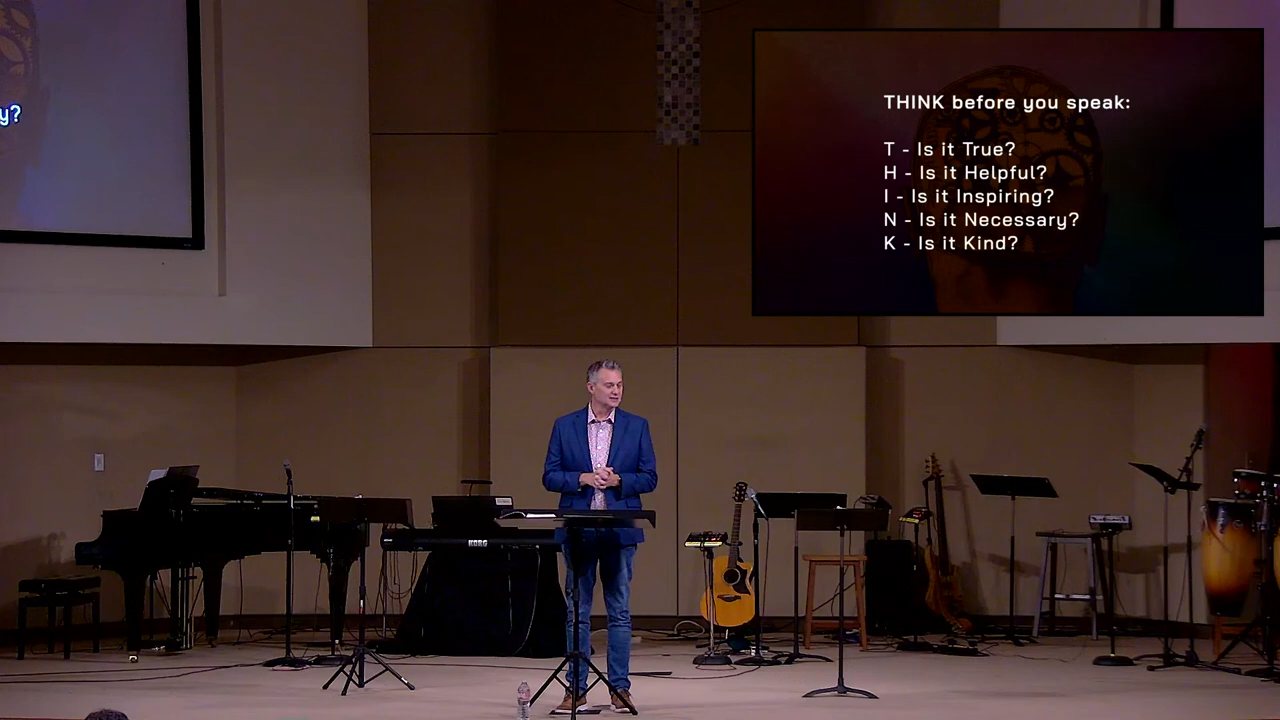 y?
THINK before you speak:
T - Is it True?
H - Is it Helpful?
I - Is it Inspiring?
N - Is it Necessary?
K - Is it Kind?
KORG